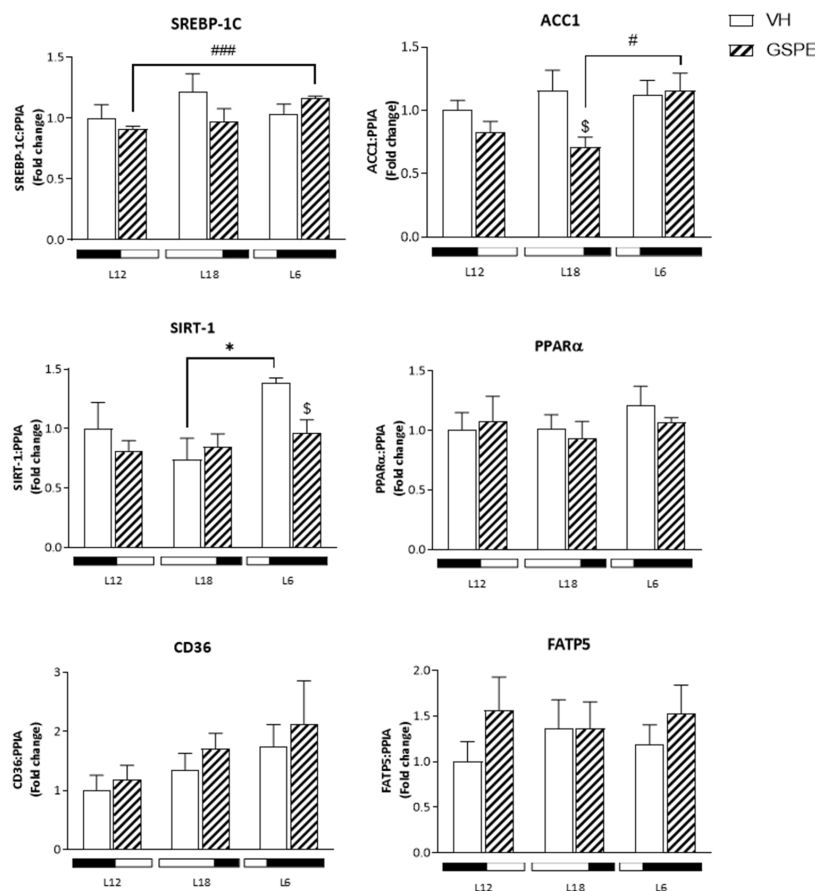 SREBP-1C
###
SREBP-1C:PPIA
(Fold change)
1.5
1.0
0.5
0.0
L12
L18
L6
ACC1
#
$
ACC1:PPIA
(Fold change)
1.5
1.0
0.5
0.0
L12
L18
L6
VH
GSPE
SIRT-1
*
$
SIRT-1:PPIA
(Fold change)
1.5
1.0
0.5
0.0
L12
L18
L6
PPARα
PPARα:PPIA
(Fold change)
1.5
1.0
0.5
0.0
L12
L18
L6
CD36
CD36:PPIA
(Fold change)
3
2
1
0
L12
L18
L6
FATP5
FATP5:PPIA
(Fold change)
2.0
1.5
1.0
0.5
0.0
L12
L18
L6